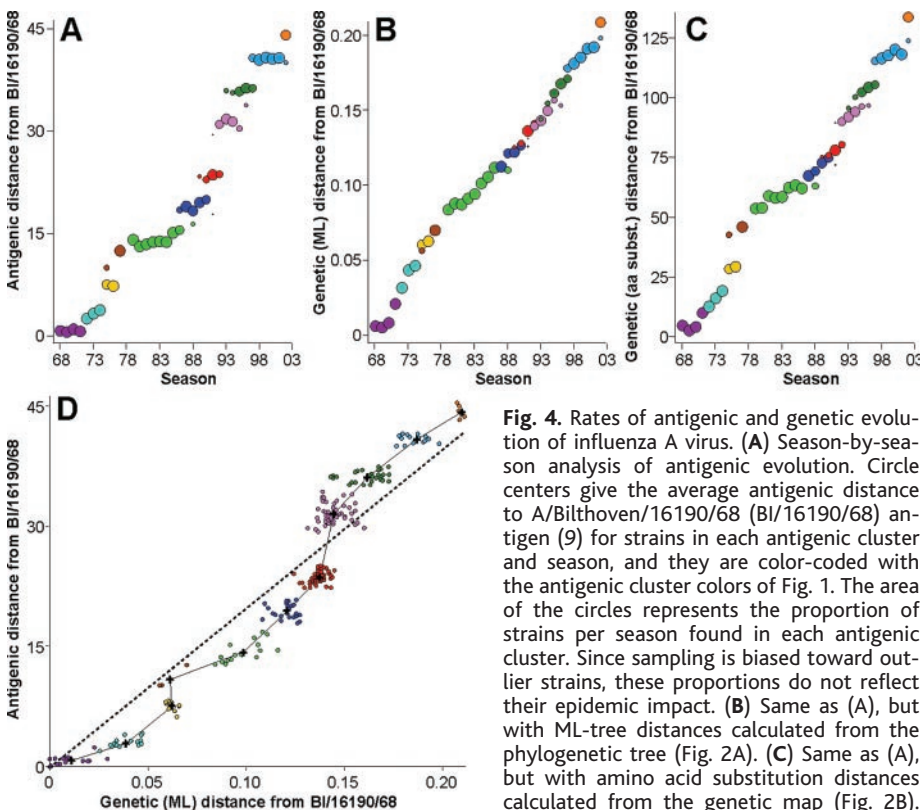 A
B
C
Antigenic distance from BI/16190/68
45
30
15
0
68 73 78 83 88 93 98 03
Season
Genetic (ML) distance from BI/16190/68
0.20
0.15
0.10
0.05
0
68 73 78 83 88 93 98 03
Season
Genetic (aa subst.) distance from BI/16190/68
125
100
75
50
25
0
68 73 78 83 88 93 98 03
Season
D
Antigenic distance from BI/16190/68
45
30
15
0
0 0.05 0.10 0.15 0.20
Genetic (ML) distance from BI/16190/68
Fig. 4. Rates of antigenic and genetic evolu-
tion of influenza A virus. (A) Season-by-sea-
son analysis of antigenic evolution. Circle
centers give the average antigenic distance
to A/Bilthoven/16190/68 (BI/16190/68) an-
tigen (9) for strains in each antigenic cluster
and season, and they are color-coded with
the antigenic cluster colors of Fig. 1. The area
of the circles represents the proportion of
strains per season found in each antigenic
cluster. Since sampling is biased toward out-
lier strains, these proportions do not reflect
their epidemic impact. (B) Same as (A), but
with ML-tree distances calculated from the
phylogenetic tree (Fig. 2A). (C) Same as (A),
but with amino acid substitution distances
calculated from the genetic map (Fig. 2B).